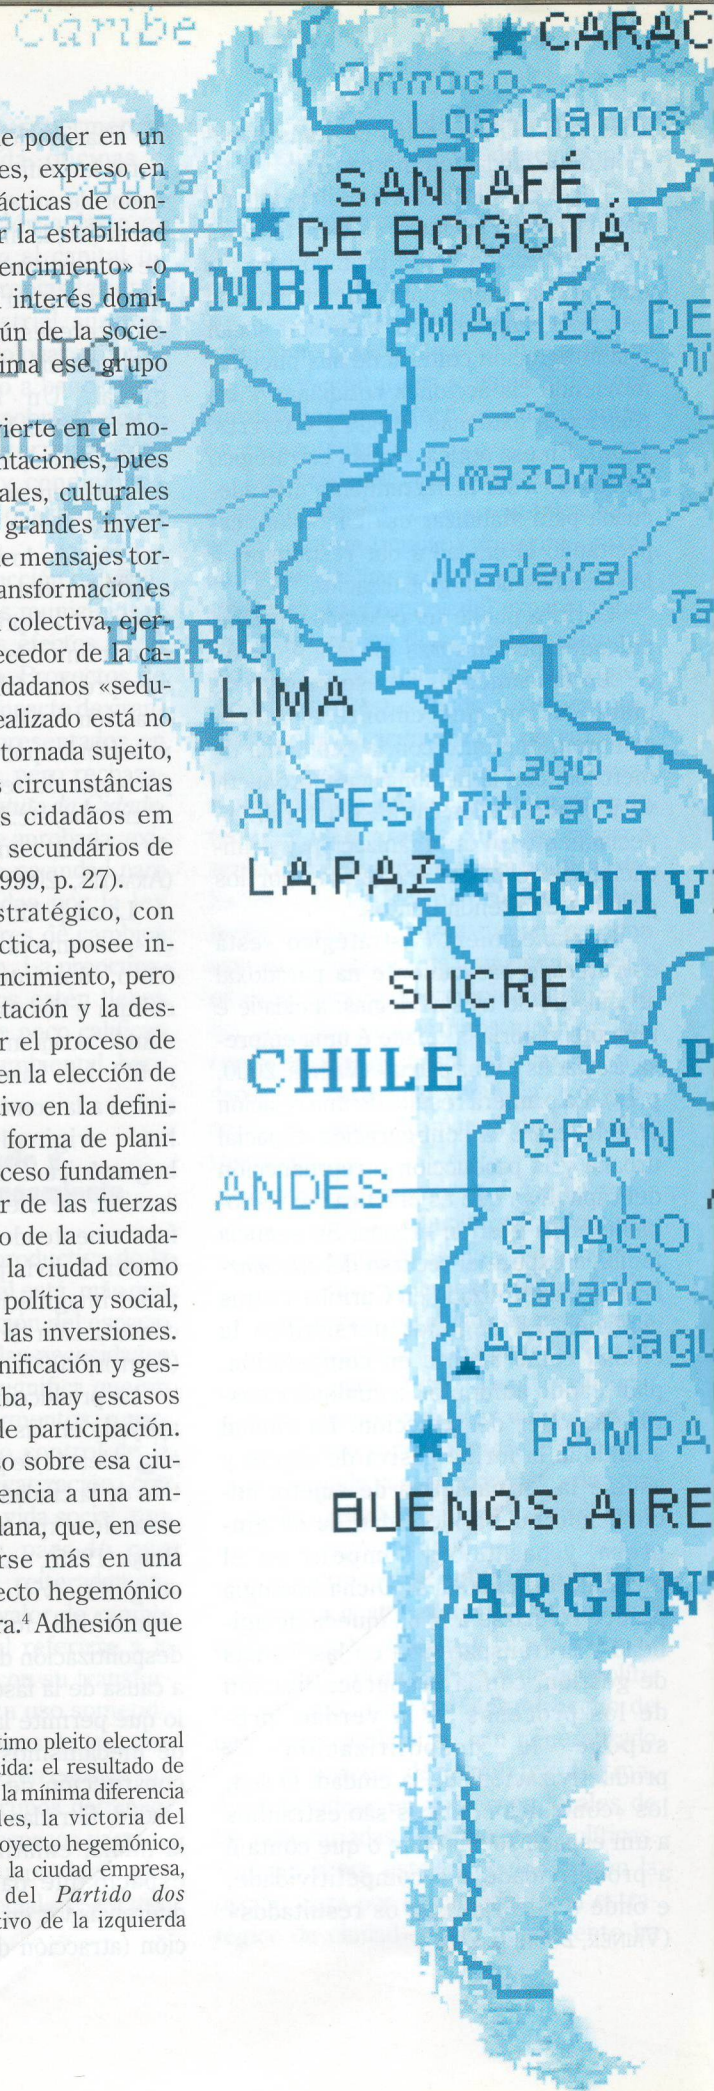 e poder en un
es, expreso en
ácticas de con-
r la estabilidad
encimiento» -o
interés domi-
ún de la socie-
ima ese grupo
vierte en el mo-
ntaciones, pues
ales, culturales
grandes inver-
e mensajes tor-
ansformaciones
a colectiva, ejer-
ecedor de la ca-
dadanos «sedu-
ealizado está no
tornada sujeito,
s circunstâncias
s cidadãos em
secundários de
999, p. 27).
stratégico, con
áctica, posee in-
ncimiento, pero
tación y la des-
r el proceso de
en la elección de
tivo en la defini-
forma de plani-
ceso fundamen-
r de las fuerzas
o de la ciudada-
la ciudad como
política y social,
las inversiones.
nificación y ges-
ba, hay escasos
de participación.
so sobre esa ciu-
encia a una am-
dana, que, en ese
rse más en una
ecto hegemónico
ra.⁴ Adhesión que
timo pleito electoral
ida: el resultado de
la mínima diferencia
les, la victoria del
oyecto hegemónico,
la ciudad empresa,
del Partido dos
tivo de la izquierda
Caribe
CARAC
Orinoco
Los Llanos
SANTAFÉ
DE BOGOTÁ
COLOMBIA
MACIZO DE
UITO
Amazonas
Madeira
Ta
PERÚ
LIMA
Lago
Titicaca
ANDES
LA PAZ
BOLIV
SUCRE
CHILE
P
GRAN
ANDES
CHACO
Salado
Aconcagu
PAMPA
BUENOS AIRE
ARGEN